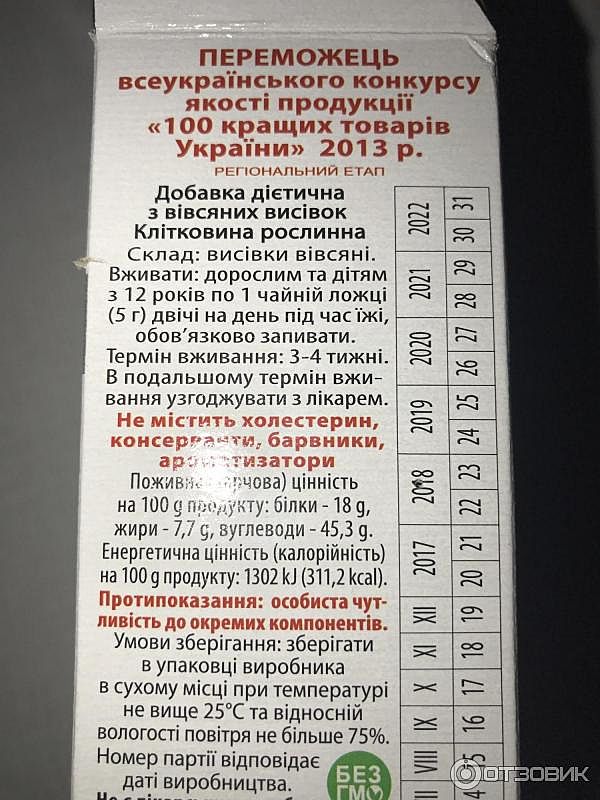 ПЕРЕМОЖЕЦЬ
всеукраїнського конкурсу
якості продукції
«100 кращих товарів
України» 2013 р.
РЕГІОНАЛЬНИЙ ЕТАП
Добавка дієтична
з вівсяних висівок
Клітковина рослинна
Склад: висівки вівсяні.
Вживати: дорослим та дітям
з 12 років по 1 чайній ложці
(5 г) двічі на день під час їжі,
обов’язково запивати.
Термін вживання: 3-4 тижні.
В подальшому термін вжи-
вання узгоджувати з лікарем.
Не містить холестерин,
консерванти, барвники,
ароматизатори
Поживна (харчова) цінність
на 100 g продукту: білки - 18 g,
жири - 7,7 g, вуглеводи - 45,3 g.
Енергетична цінність (калорійність)
на 100 g продукту: 1302 kJ (311,2 kcal).
Протипоказання: особиста чут-
ливість до окремих компонентів.
Умови зберігання: зберігати
в упаковці виробника
в сухому місці при температурі
не вище 25°С та відносній
вологості повітря не більше 75%.
Номер партії відповідає
даті виробництва.
Не є лікарським
БЕЗ
ГМО
VIII IX X XI XII 2017 2018 2019 2020 2021 2022
16 17 18 19 20 21 22 23 24 25 26 27 28 29 30 31
ОТЗОВИК